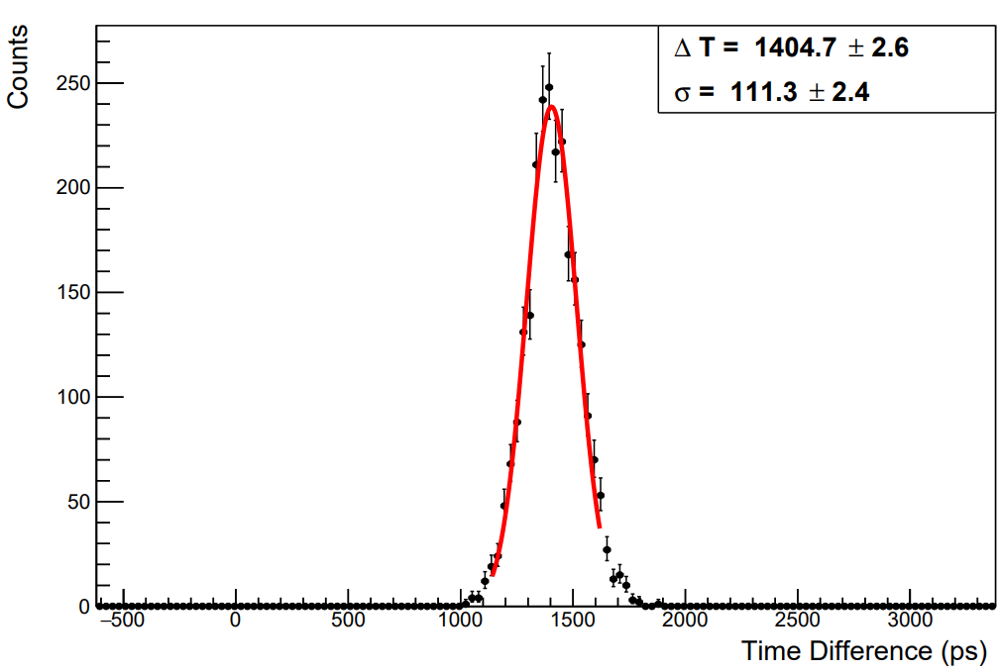 Counts
Δ T = 1404.7 ± 2.6
σ = 111.3 ± 2.4
250
200
150
100
50
0
−500 0 500 1000 1500 2000 2500 3000
Time Difference (ps)